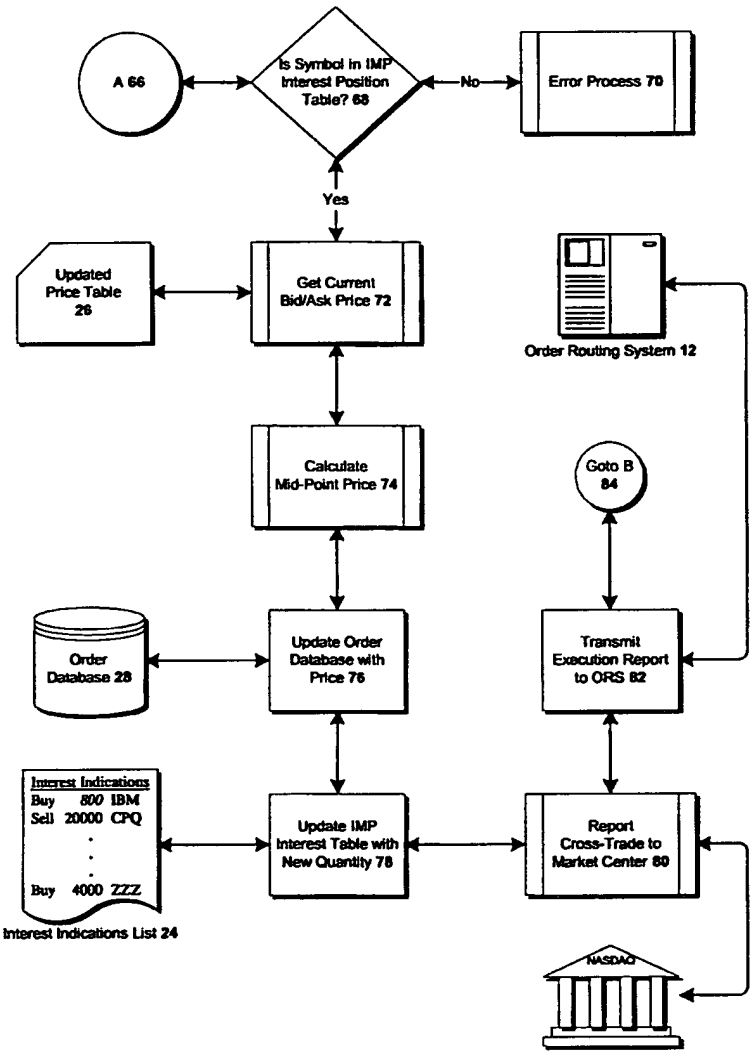 A 66
Is Symbol in IMP
Interest Position
Table? 68
No
Error Process 70
Yes
Updated
Price Table
26
Get Current
Bid/Ask Price 72
Order Routing System 12
Calculate
Mid-Point Price 74
Goto B
84
Order
Database 28
Update Order
Database with
Price 76
Transmit
Execution Report
to ORS 82
Interest Indications
Buy 800 IBM
Sell 20000 CPQ
.
.
.
Buy 4000 ZZZ
Interest Indications List 24
Update IMP
Interest Table with
New Quantity 78
Report
Cross-Trade to
Market Center 80
NASDAQ